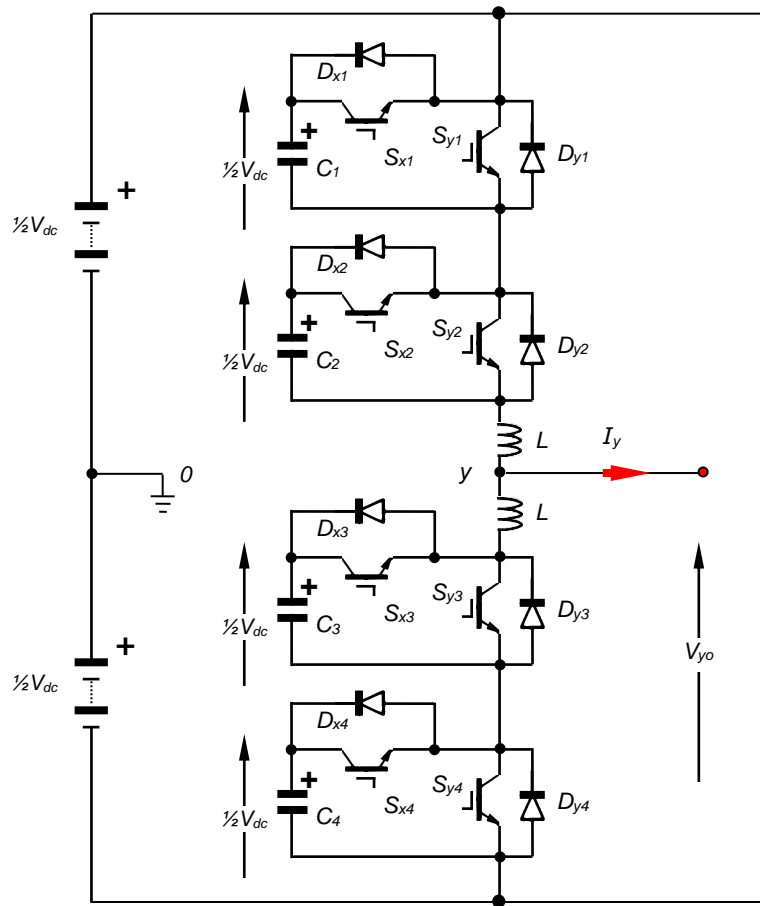 Dx1
+
Sx1
Sy1
Dy1
½Vdc
C1
+
½Vdc
Dx2
+
Sx2
Sy2
Dy2
½Vdc
C2
L
Iy
0
y
L
Dx3
+
Sx3
Sy3
Dy3
½Vdc
C3
Vyo
+
½Vdc
Dx4
+
Sx4
Sy4
Dy4
½Vdc
C4